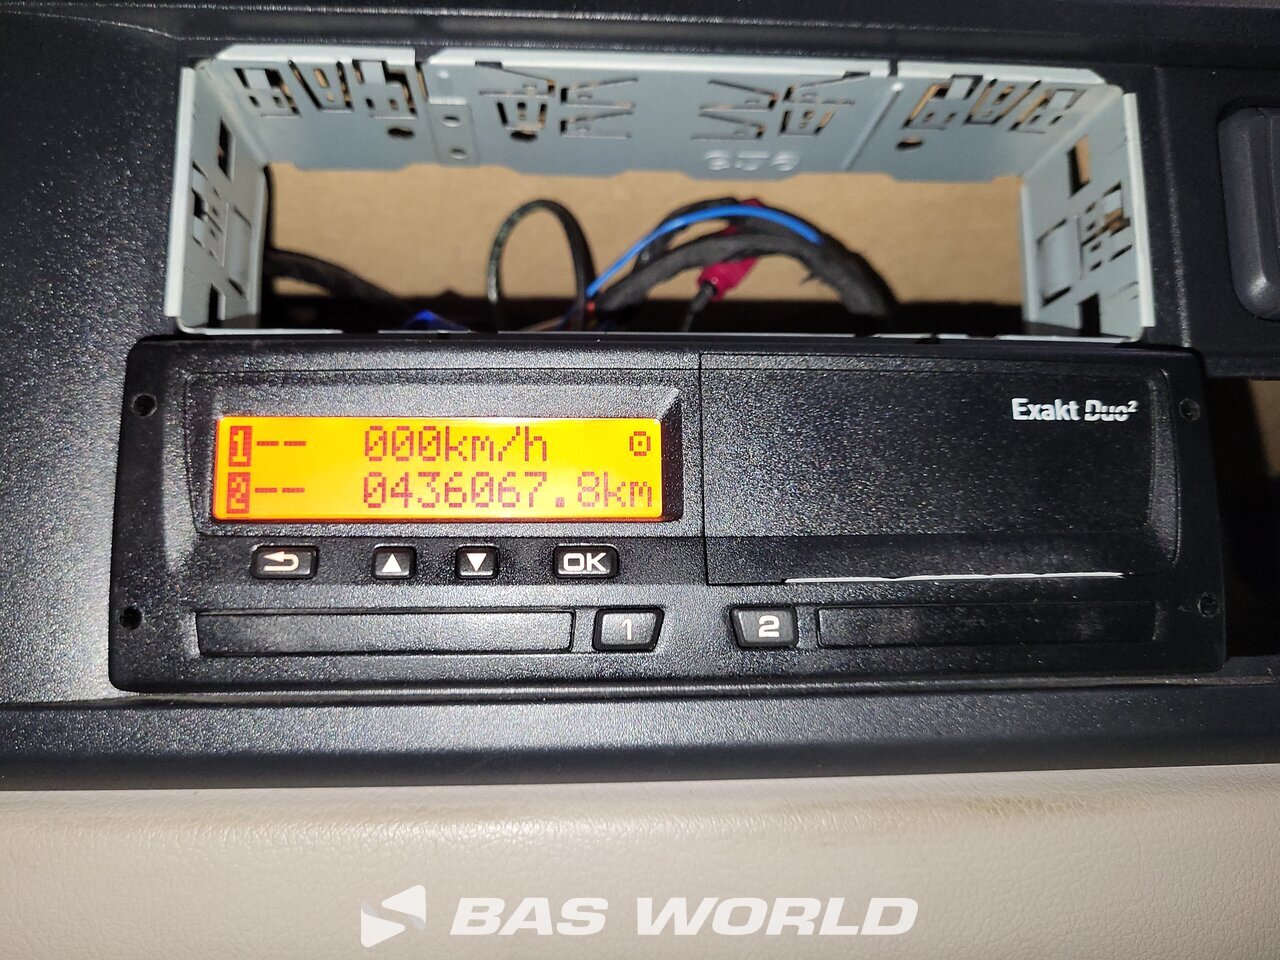 Exakt Duo²
1-- 000km/h
2-- 0436067.8km
OK
1
2
BAS WORLD